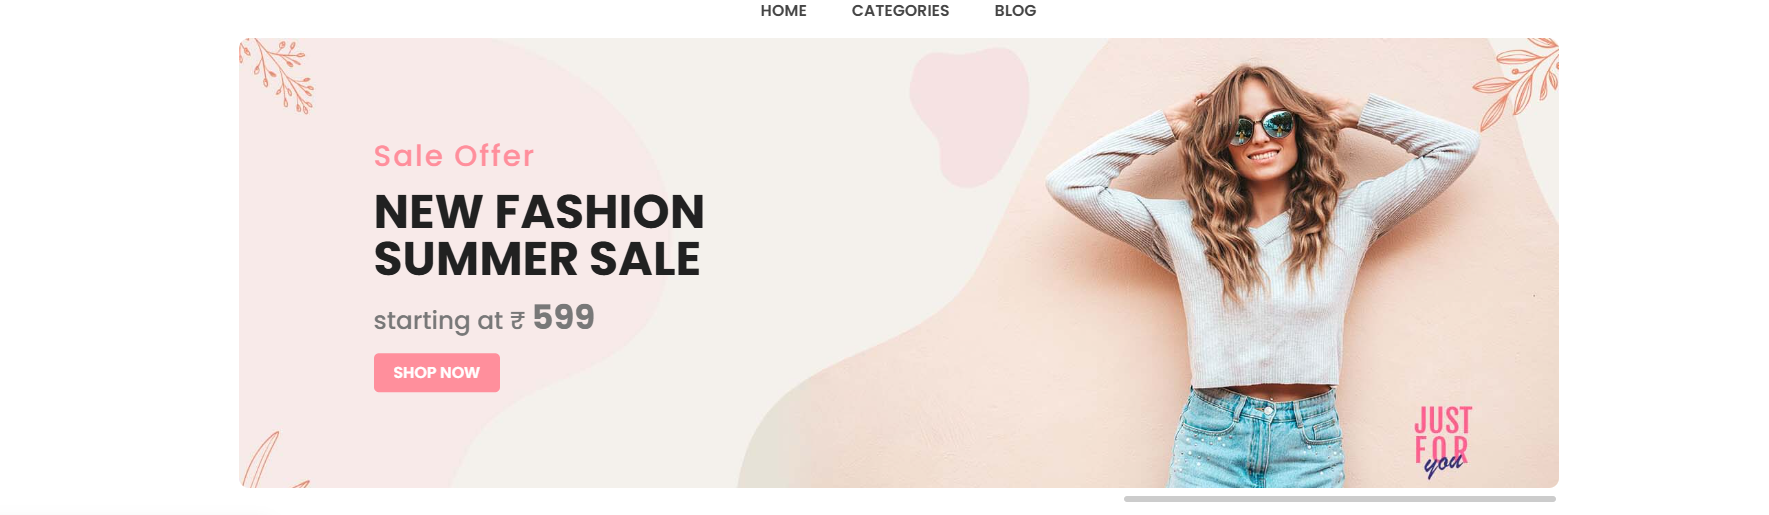 HOME CATEGORIES BLOG
Sale Offer
NEW FASHION
SUMMER SALE
starting at ₹ 599
SHOP NOW
JUST
FOR
you